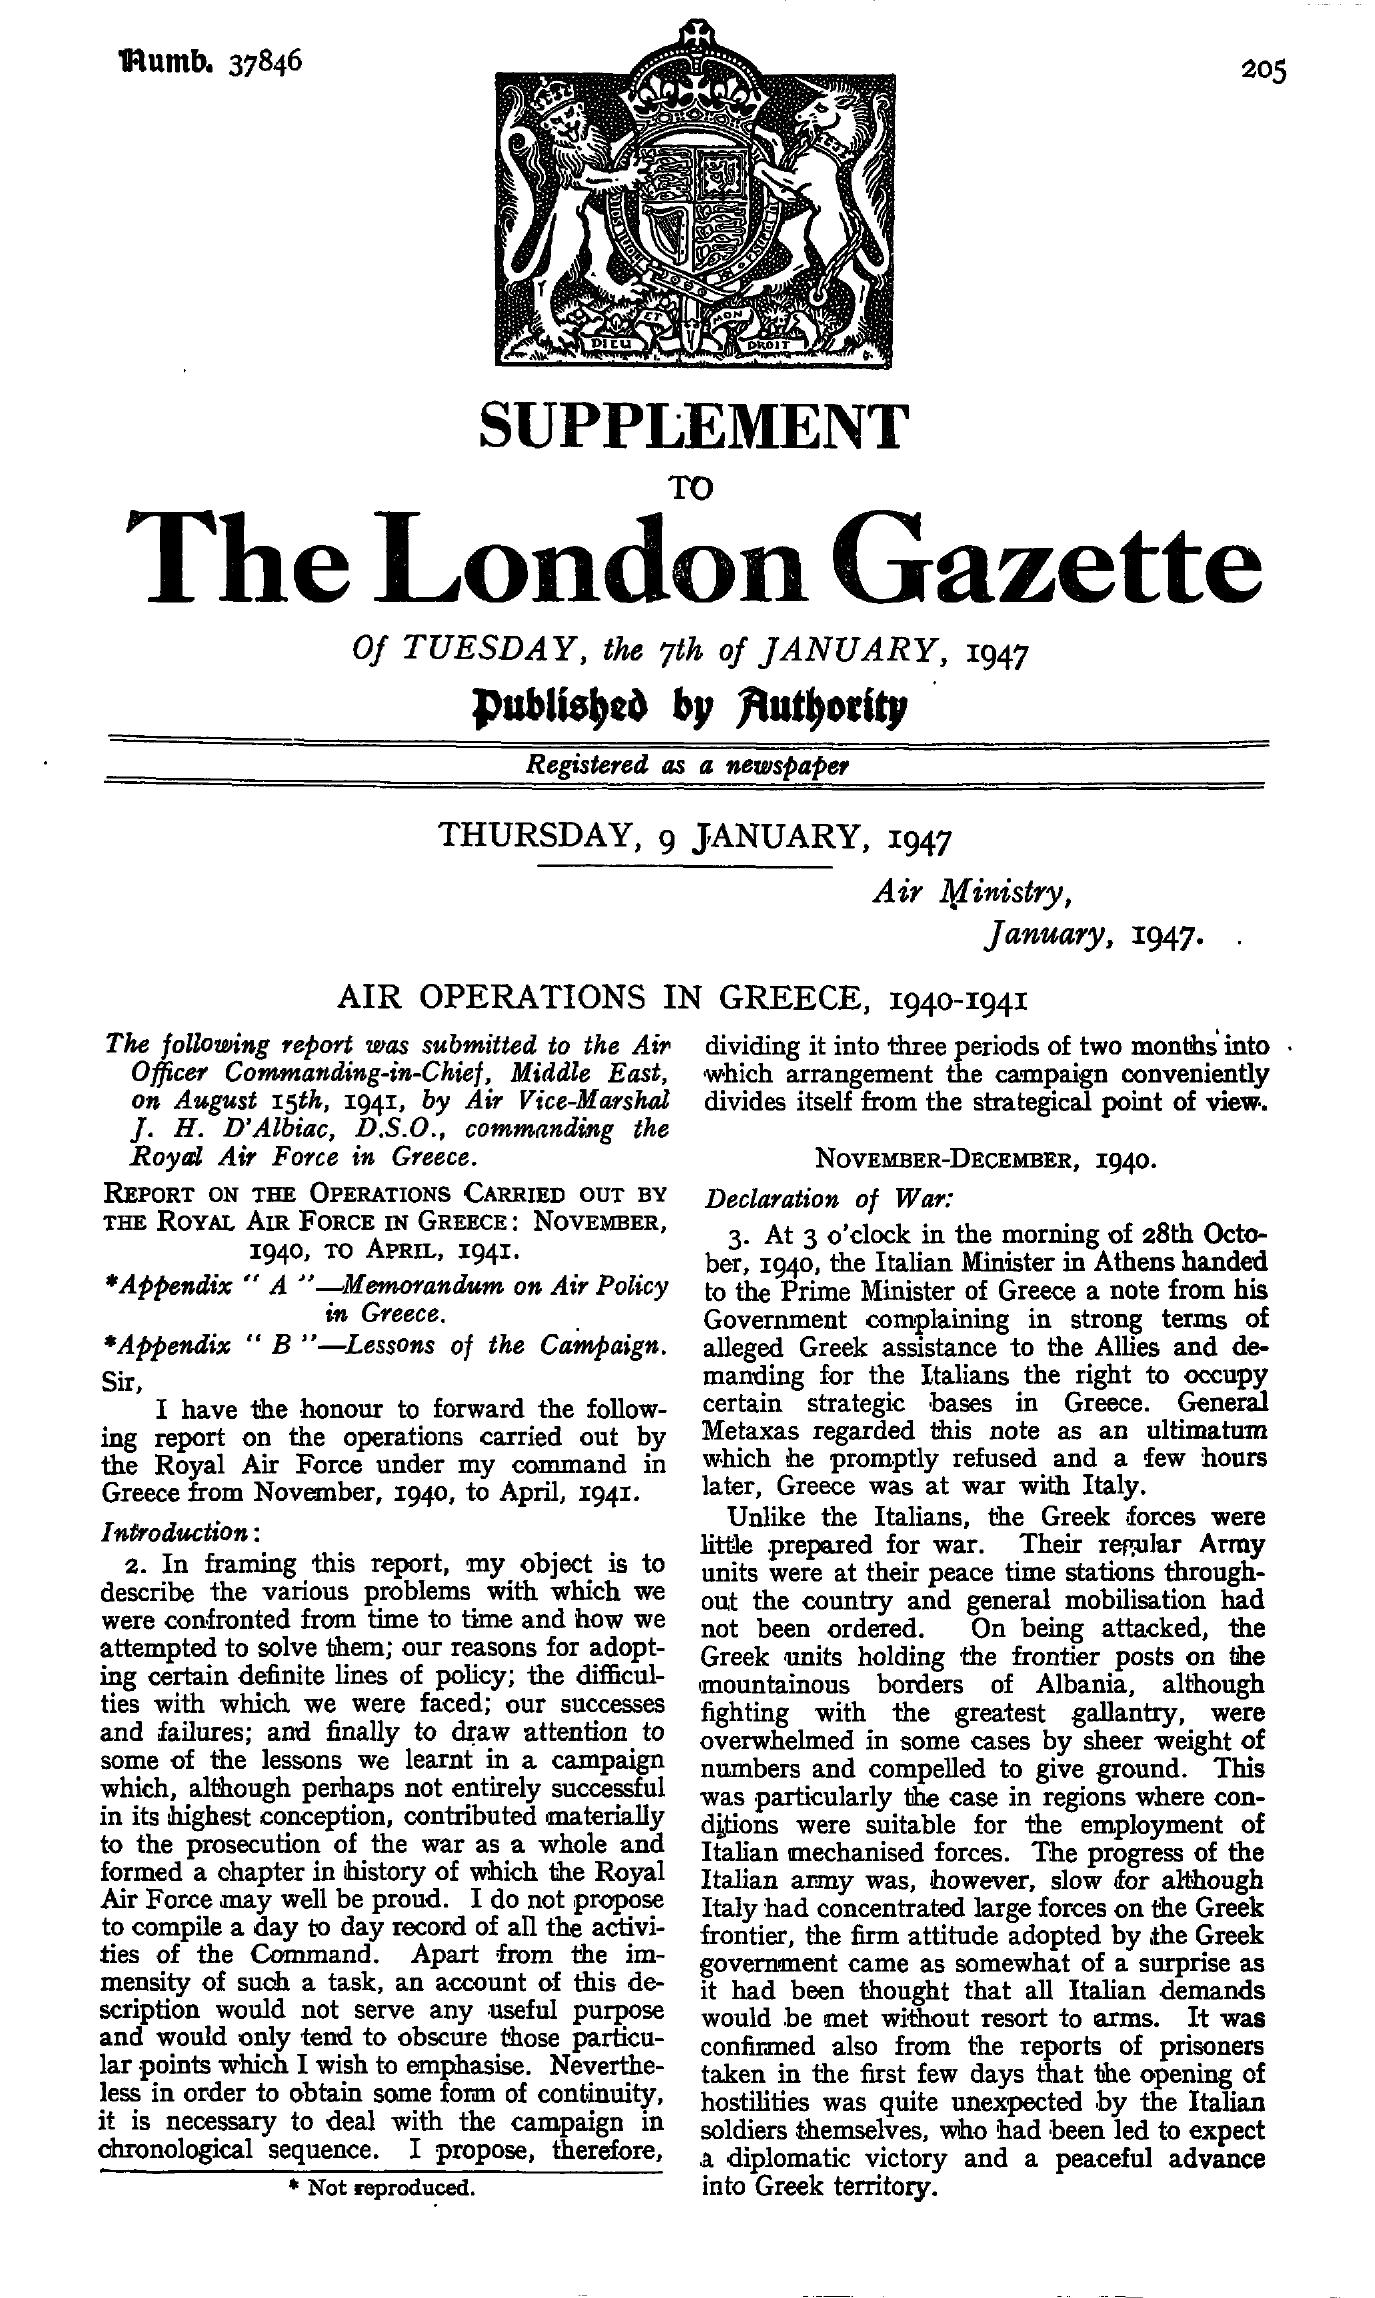 Numb. 37846
205
DIEU ET MON DROIT
SUPPLEMENT
TO
The London Gazette
Of TUESDAY, the 7th of JANUARY, 1947
Published by Authority
Registered as a newspaper
THURSDAY, 9 JANUARY, 1947
Air Ministry,
January, 1947.
AIR OPERATIONS IN GREECE, 1940-1941
The following report was submitted to the Air
Officer Commanding-in-Chief, Middle East,
on August 15th, 1941, by Air Vice-Marshal
J. H. D'Albiac, D.S.O., commanding the
Royal Air Force in Greece.
REPORT ON THE OPERATIONS CARRIED OUT BY
THE ROYAL AIR FORCE IN GREECE: NOVEMBER,
1940, TO APRIL, 1941.
*Appendix " A "—Memorandum on Air Policy
in Greece.
*Appendix " B "—Lessons of the Campaign.
Sir,
I have the honour to forward the follow-
ing report on the operations carried out by
the Royal Air Force under my command in
Greece from November, 1940, to April, 1941.
Introduction:
2. In framing this report, my object is to
describe the various problems with which we
were confronted from time to time and how we
attempted to solve them; our reasons for adopt-
ing certain definite lines of policy; the difficul-
ties with which we were faced; our successes
and failures; and finally to draw attention to
some of the lessons we learnt in a campaign
which, although perhaps not entirely successful
in its highest conception, contributed materially
to the prosecution of the war as a whole and
formed a chapter in history of which the Royal
Air Force may well be proud. I do not propose
to compile a day to day record of all the activi-
ties of the Command. Apart from the im-
mensity of such a task, an account of this de-
scription would not serve any useful purpose
and would only tend to obscure those particu-
lar points which I wish to emphasise. Neverthe-
less in order to obtain some form of continuity,
it is necessary to deal with the campaign in
chronological sequence. I propose, therefore,
* Not reproduced.
dividing it into three periods of two months into
which arrangement the campaign conveniently
divides itself from the strategical point of view.
NOVEMBER-DECEMBER, 1940.
Declaration of War:
3. At 3 o'clock in the morning of 28th Octo-
ber, 1940, the Italian Minister in Athens handed
to the Prime Minister of Greece a note from his
Government complaining in strong terms of
alleged Greek assistance to the Allies and de-
manding for the Italians the right to occupy
certain strategic bases in Greece. General
Metaxas regarded this note as an ultimatum
which he promptly refused and a few hours
later, Greece was at war with Italy.
Unlike the Italians, the Greek forces were
little prepared for war. Their regular Army
units were at their peace time stations through-
out the country and general mobilisation had
not been ordered. On being attacked, the
Greek units holding the frontier posts on the
mountainous borders of Albania, although
fighting with the greatest gallantry, were
overwhelmed in some cases by sheer weight of
numbers and compelled to give ground. This
was particularly the case in regions where con-
ditions were suitable for the employment of
Italian mechanised forces. The progress of the
Italian army was, however, slow for although
Italy had concentrated large forces on the Greek
frontier, the firm attitude adopted by the Greek
government came as somewhat of a surprise as
it had been thought that all Italian demands
would be met without resort to arms. It was
confirmed also from the reports of prisoners
taken in the first few days that the opening of
hostilities was quite unexpected by the Italian
soldiers themselves, who had been led to expect
a diplomatic victory and a peaceful advance
into Greek territory.